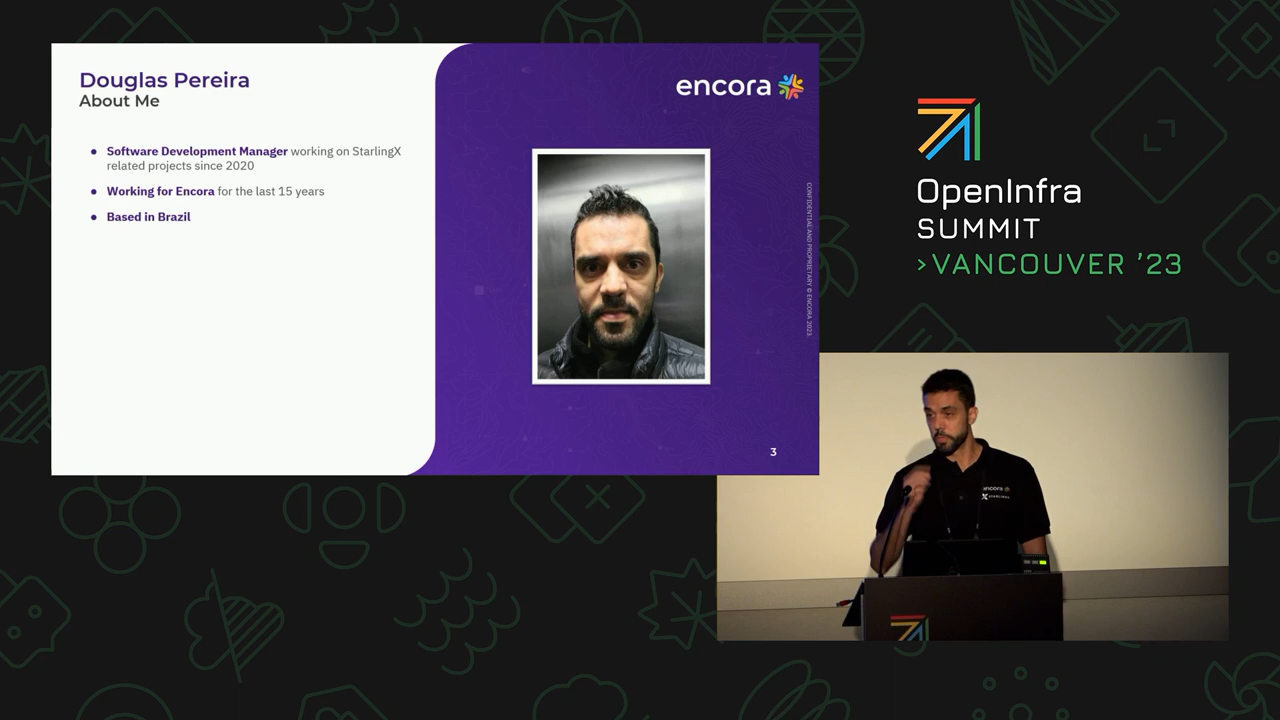 Douglas Pereira
About Me
● Software Development Manager working on StarlingX
related projects since 2020
● Working for Encora for the last 15 years
● Based in Brazil
encora
CONFIDENTIAL AND PROPRIETARY © ENCORA 2023.
3
OpenInfra
SUMMIT
>VANCOUVER ’23
encora